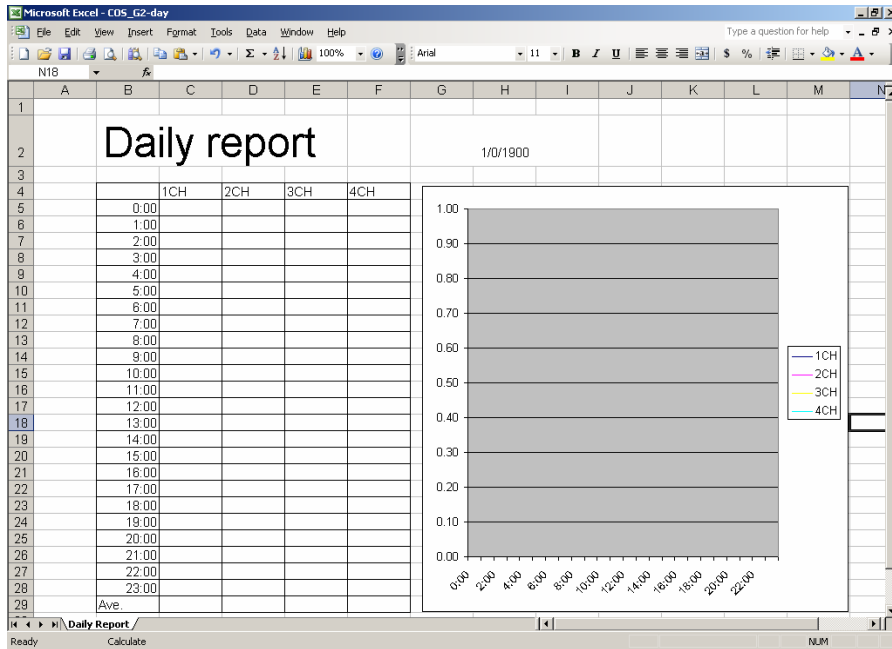 Microsoft Excel - COS_G2-day
File Edit View Insert Format Tools Data Window Help Type a question for help
100% Arial 11 B I U $ %
N18 fx
A B C D E F G H I J K L M N
1
2 Daily report 1/0/1900
3
4 1CH 2CH 3CH 4CH
5 0:00
6 1:00
7 2:00
8 3:00
9 4:00
10 5:00
11 6:00
12 7:00
13 8:00
14 9:00
15 10:00
16 11:00
17 12:00
18 13:00
19 14:00
20 15:00
21 16:00
22 17:00
23 18:00
24 19:00
25 20:00
26 21:00
27 22:00
28 23:00
29 Ave.
1.00
0.90
0.80
0.70
0.60
0.50
0.40
0.30
0.20
0.10
0.00
0:00 2:00 4:00 6:00 8:00 10:00 12:00 14:00 16:00 18:00 20:00 22:00
1CH
2CH
3CH
4CH
Daily Report
Ready Calculate NUM